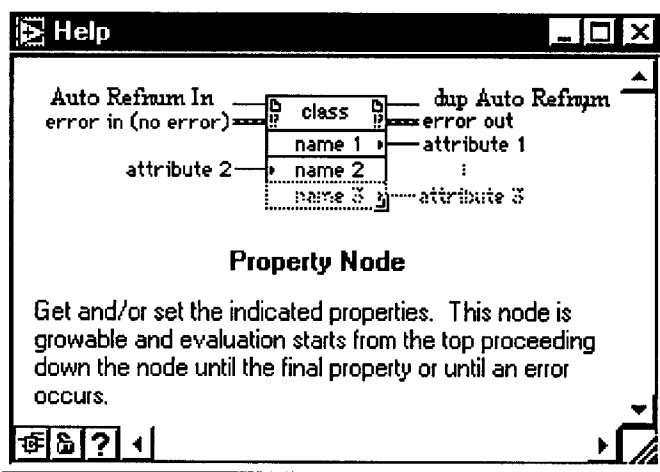 Help
Auto Refnum In class dup Auto Refnum
error in (no error) error out
name 1 attribute 1
attribute 2 name 2
name 3 attribute 3
Property Node
Get and/or set the indicated properties. This node is
growable and evaluation starts from the top proceeding
down the node until the final property or until an error
occurs.
?